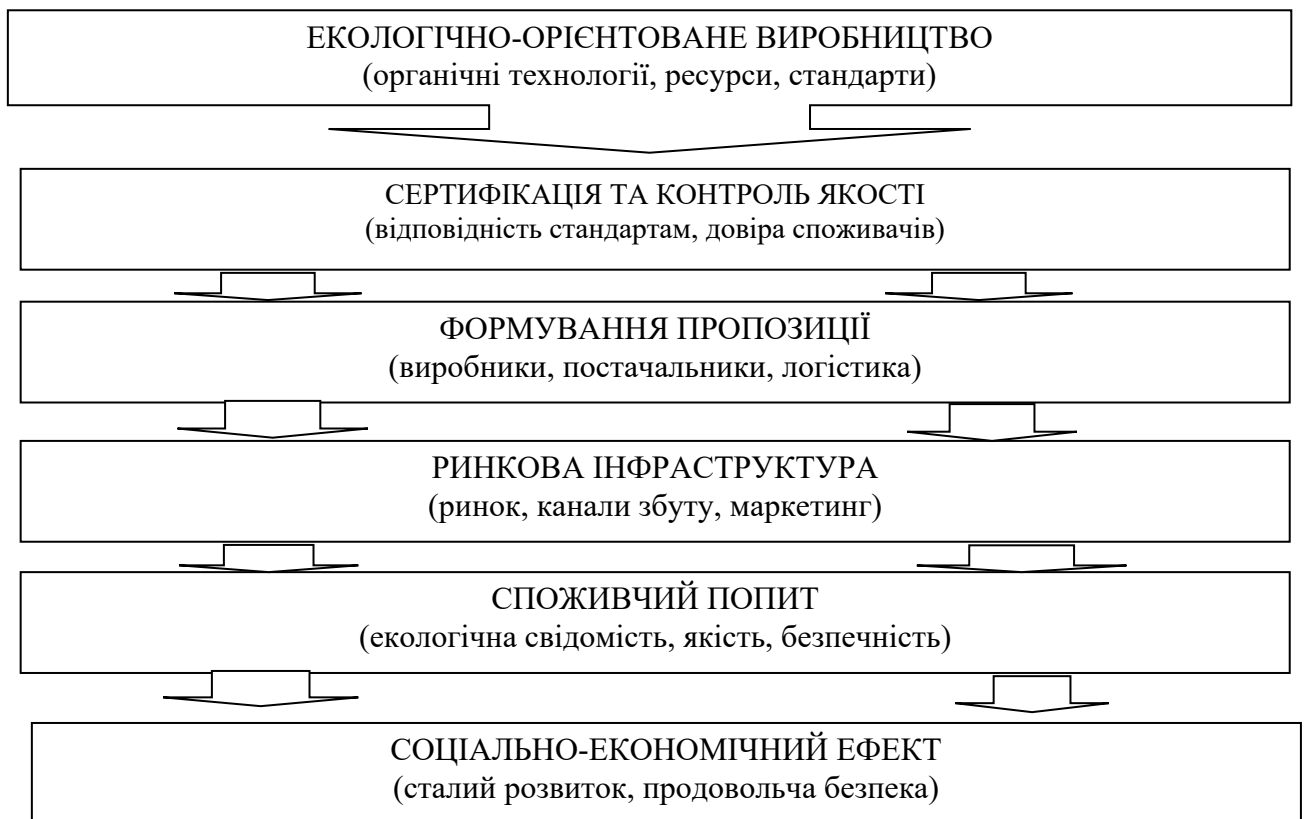 ЕКОЛОГІЧНО-ОРІЄНТОВАНЕ ВИРОБНИЦТВО
(органічні технології, ресурси, стандарти)
СЕРТИФІКАЦІЯ ТА КОНТРОЛЬ ЯКОСТІ
(відповідність стандартам, довіра споживачів)
ФОРМУВАННЯ ПРОПОЗИЦІЇ
(виробники, постачальники, логістика)
РИНКОВА ІНФРАСТРУКТУРА
(ринок, канали збуту, маркетинг)
СПОЖИВЧИЙ ПОПИТ
(екологічна свідомість, якість, безпечність)
СОЦІАЛЬНО-ЕКОНОМІЧНИЙ ЕФЕКТ
(сталий розвиток, продовольча безпека)